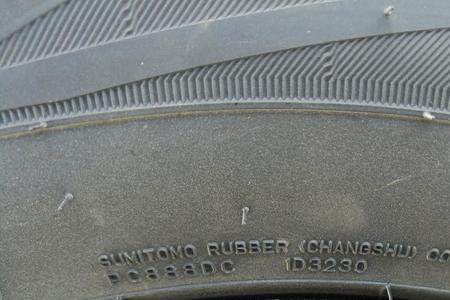 SUMITOMO RUBBER (CHANGSHU) CO
PC888DC 1D3230